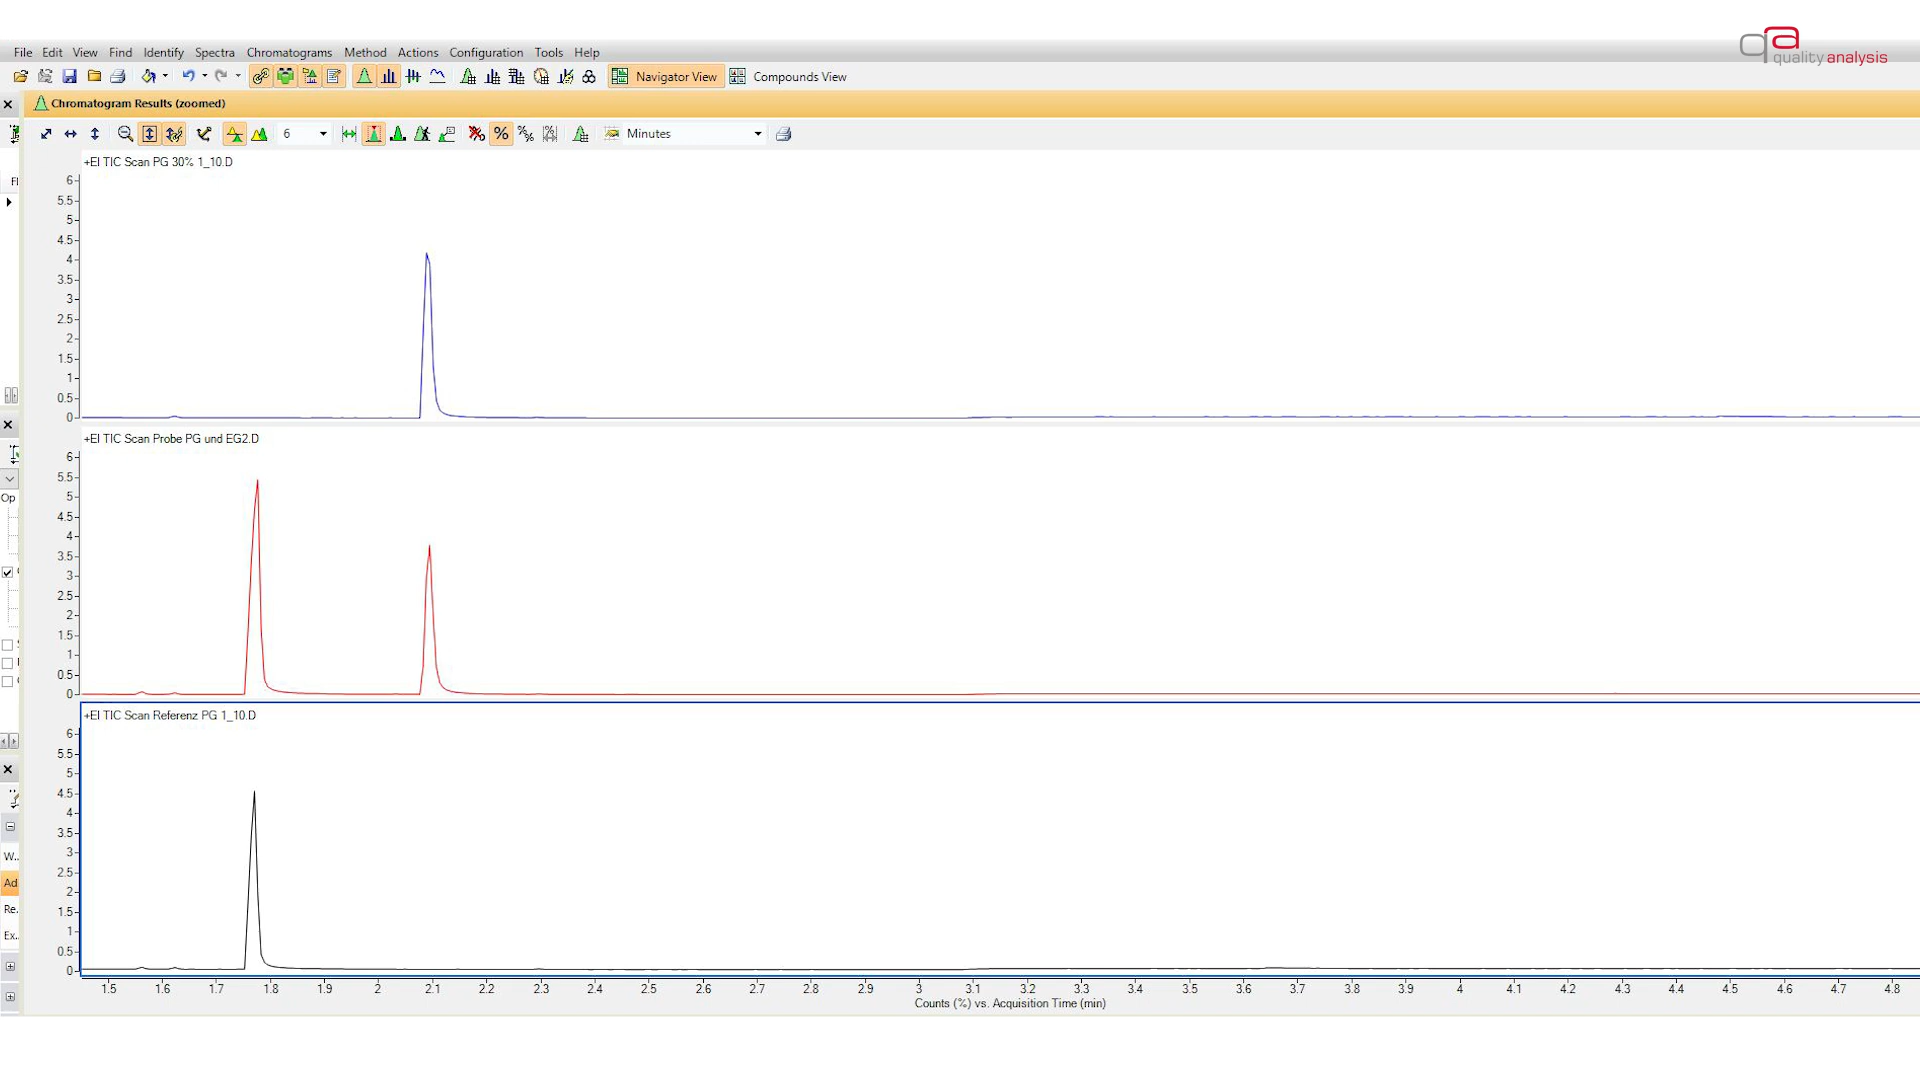 qa
quality analysis
File Edit View Find Identify Spectra Chromatograms Method Actions Configuration Tools Help
Navigator View Compounds View
Chromatogram Results (zoomed)
6 % Minutes
+EI TIC Scan PG 30% 1_10.D
6
5.5
5
4.5
4
3.5
3
2.5
2
1.5
1
0.5
0
+EI TIC Scan Probe PG und EG2.D
6
5.5
5
4.5
4
3.5
3
2.5
2
1.5
1
0.5
0
+EI TIC Scan Referenz PG 1_10.D
6
5.5
5
4.5
4
3.5
3
2.5
2
1.5
1
0.5
0
1.5 1.6 1.7 1.8 1.9 2 2.1 2.2 2.3 2.4 2.5 2.6 2.7 2.8 2.9 3 3.1 3.2 3.3 3.4 3.5 3.6 3.7 3.8 3.9 4 4.1 4.2 4.3 4.4 4.5 4.6 4.7 4.8
Counts (%) vs. Acquisition Time (min)
Op
W..
Ad
Re.
Ex..